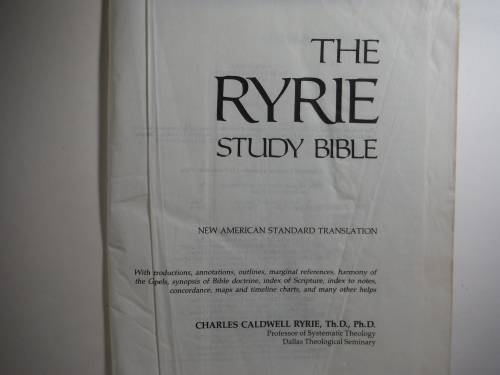 THE
RYRIE
STUDY BIBLE
NEW AMERICAN STANDARD TRANSLATION
With troductions, annotations, outlines, marginal references, harmony of
the G pels, synopsis of Bible doctrine, index of Scripture, index to notes,
concordance, maps and timeline charts, and many other helps
CHARLES CALDWELL RYRIE, Th.D., Ph.D.
Professor of Systematic Theology
Dallas Theological Seminary